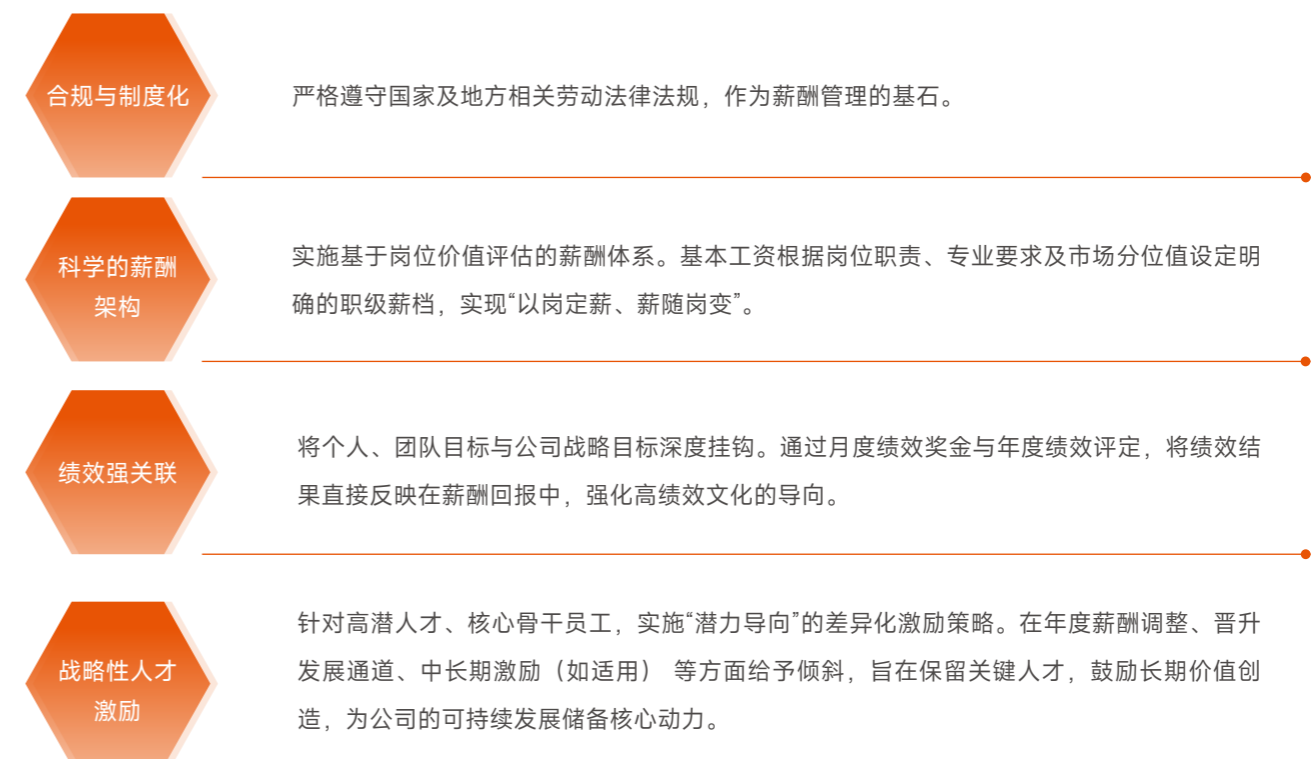 合规与制度化
严格遵守国家及地方相关劳动法律法规，作为薪酬管理的基石。
科学的薪酬
架构
实施基于岗位价值评估的薪酬体系。基本工资根据岗位职责、专业要求及市场分位值设定明
确的职级薪档，实现“以岗定薪、薪随岗变”。
绩效强关联
将个人、团队目标与公司战略目标深度挂钩。通过月度绩效奖金与年度绩效评定，将绩效结
果直接反映在薪酬回报中，强化高绩效文化的导向。
战略性人才
激励
针对高潜人才、核心骨干员工，实施“潜力导向”的差异化激励策略。在年度薪酬调整、晋升
发展通道、中长期激励（如适用） 等方面给予倾斜，旨在保留关键人才，鼓励长期价值创
造，为公司的可持续发展储备核心动力。